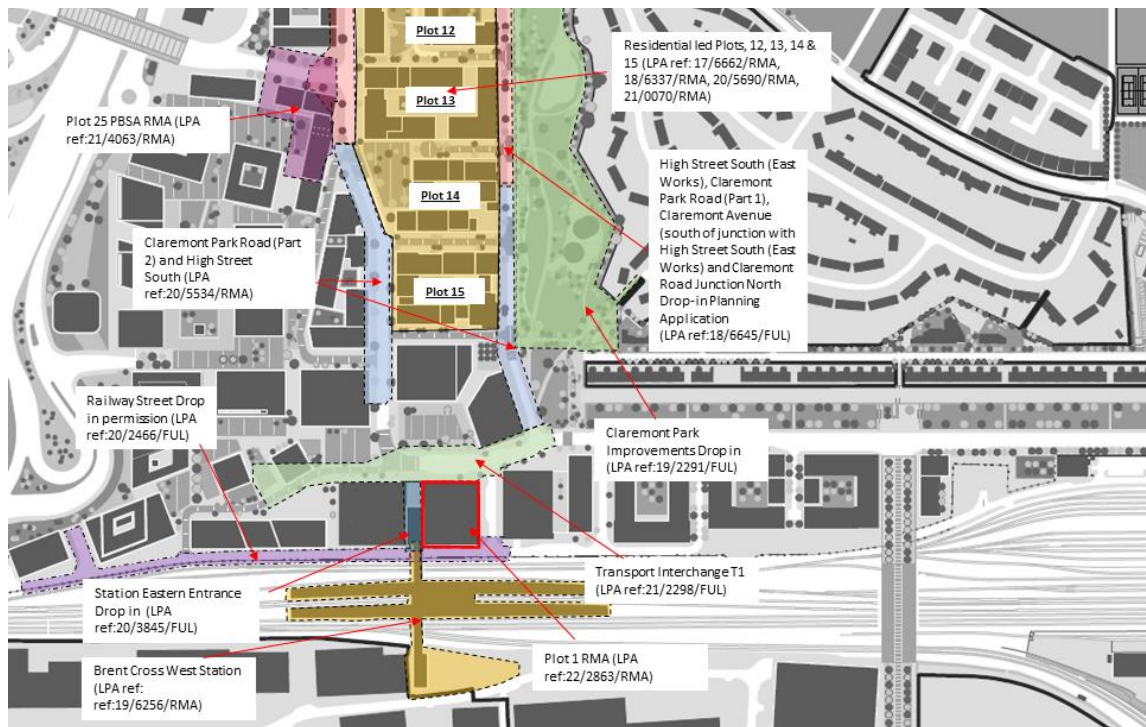 Plot 12
Plot 13
Plot 14
Plot 15
Residential led Plots, 12, 13, 14 &
15 (LPA ref: 17/6662/RMA,
18/6337/RMA, 20/5690/RMA,
21/0070/RMA)
Plot 25 PBSA RMA (LPA
ref:21/4063/RMA)
High Street South (East
Works), Claremont
Park Road (Part 1),
Claremont Avenue
(south of junction with
High Street South (East
Works) and Claremont
Road Junction North
Drop-in Planning
Application
(LPA ref:18/6645/FUL)
Claremont Park Road (Part
2) and High Street
South (LPA
ref:20/5534/RMA)
Railway Street Drop
in permission (LPA
ref:20/2466/FUL)
Claremont Park
Improvements Drop in
(LPA ref:19/2291/FUL)
Station Eastern Entrance
Drop in (LPA
ref:20/3845/FUL)
Transport Interchange T1
(LPA ref:21/2298/FUL)
Brent Cross West Station
(LPA ref:
ref:19/6256/RMA)
Plot 1 RMA (LPA
ref:22/2863/RMA)